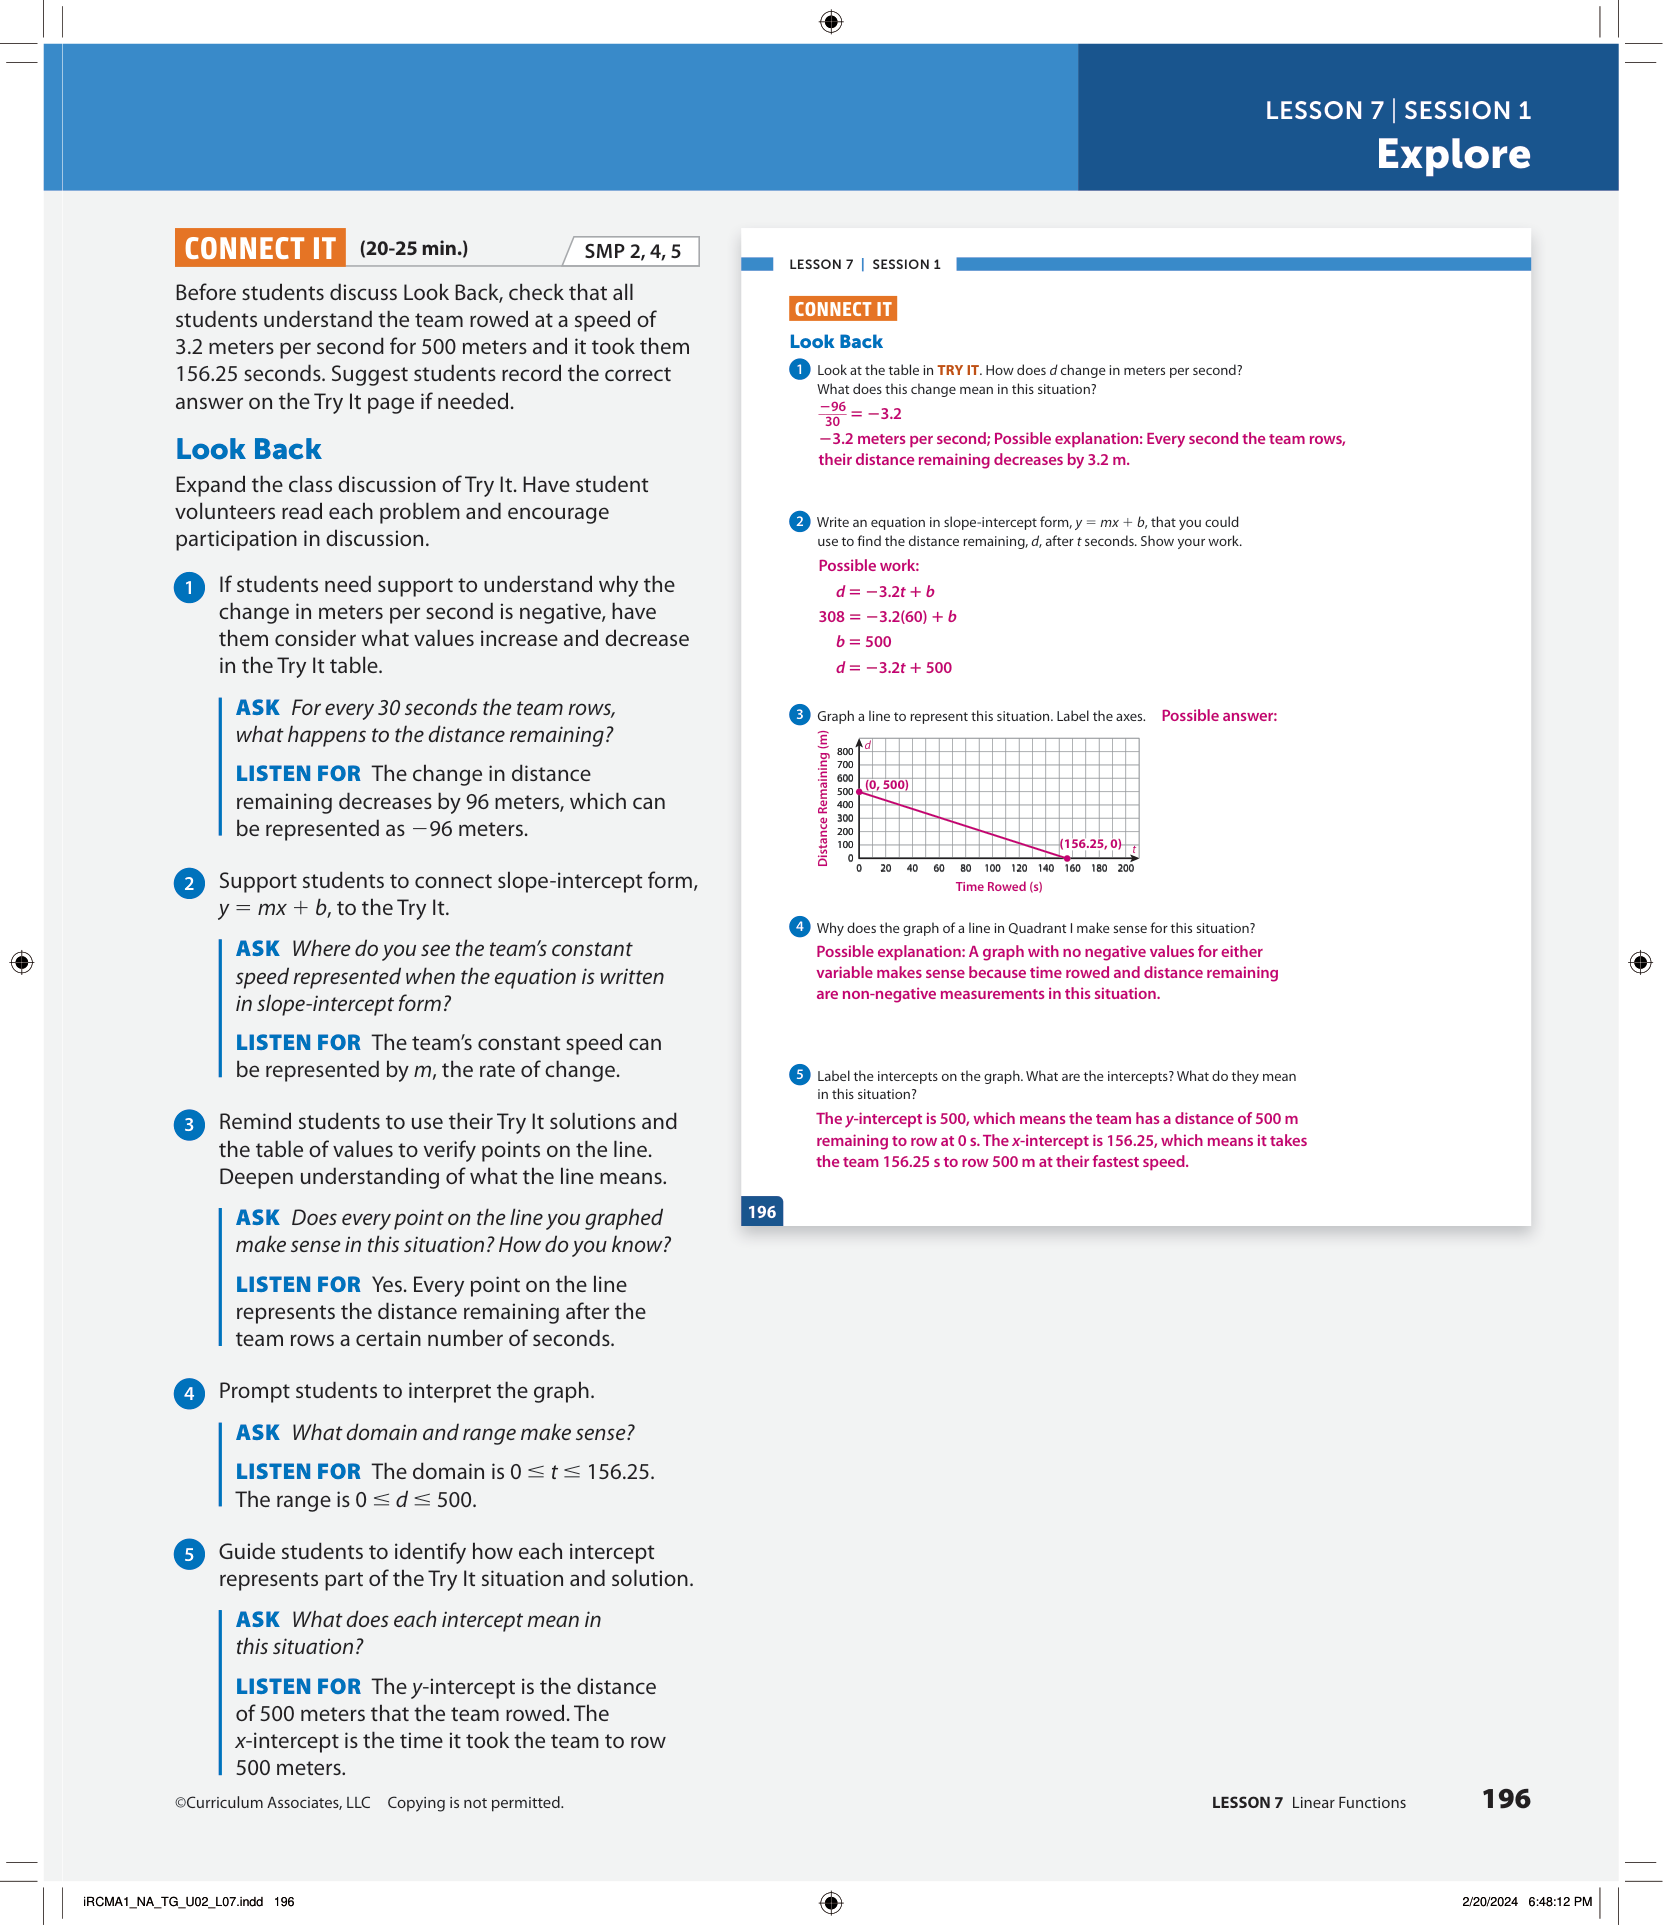 LESSON 7 | SESSION 1
Explore
CONNECT IT (20-25 min.) SMP 2, 4, 5
Before students discuss Look Back, check that all
students understand the team rowed at a speed of
3.2 meters per second for 500 meters and it took them
156.25 seconds. Suggest students record the correct
answer on the Try It page if needed.
Look Back
Expand the class discussion of Try It. Have student
volunteers read each problem and encourage
participation in discussion.
1 If students need support to understand why the
change in meters per second is negative, have
them consider what values increase and decrease
in the Try It table.
ASK For every 30 seconds the team rows,
what happens to the distance remaining?
LISTEN FOR The change in distance
remaining decreases by 96 meters, which can
be represented as −96 meters.
2 Support students to connect slope-intercept form,
y = mx + b, to the Try It.
ASK Where do you see the team's constant
speed represented when the equation is written
in slope-intercept form?
LISTEN FOR The team's constant speed can
be represented by m, the rate of change.
3 Remind students to use their Try It solutions and
the table of values to verify points on the line.
Deepen understanding of what the line means.
ASK Does every point on the line you graphed
make sense in this situation? How do you know?
LISTEN FOR Yes. Every point on the line
represents the distance remaining after the
team rows a certain number of seconds.
4 Prompt students to interpret the graph.
ASK What domain and range make sense?
LISTEN FOR The domain is 0 ≤ t ≤ 156.25.
The range is 0 ≤ d ≤ 500.
5 Guide students to identify how each intercept
represents part of the Try It situation and solution.
ASK What does each intercept mean in
this situation?
LISTEN FOR The y-intercept is the distance
of 500 meters that the team rowed. The
x-intercept is the time it took the team to row
500 meters.
LESSON 7 | SESSION 1
CONNECT IT
Look Back
1 Look at the table in TRY IT. How does d change in meters per second?
What does this change mean in this situation?
−96/30 = −3.2
−3.2 meters per second; Possible explanation: Every second the team rows,
their distance remaining decreases by 3.2 m.
2 Write an equation in slope-intercept form, y = mx + b, that you could
use to find the distance remaining, d, after t seconds. Show your work.
Possible work:
d = −3.2t + b
308 = −3.2(60) + b
b = 500
d = −3.2t + 500
3 Graph a line to represent this situation. Label the axes. Possible answer:
Distance Remaining (m)
d
800
700
600
500
400
300
200
100
0
(0, 500)
(156.25, 0)
t
0 20 40 60 80 100 120 140 160 180 200
Time Rowed (s)
4 Why does the graph of a line in Quadrant I make sense for this situation?
Possible explanation: A graph with no negative values for either
variable makes sense because time rowed and distance remaining
are non-negative measurements in this situation.
5 Label the intercepts on the graph. What are the intercepts? What do they mean
in this situation?
The y-intercept is 500, which means the team has a distance of 500 m
remaining to row at 0 s. The x-intercept is 156.25, which means it takes
the team 156.25 s to row 500 m at their fastest speed.
196
©Curriculum Associates, LLC Copying is not permitted.
LESSON 7 Linear Functions 196
iRCMA1_NA_TG_U02_L07.indd 196
2/20/2024 6:48:12 PM